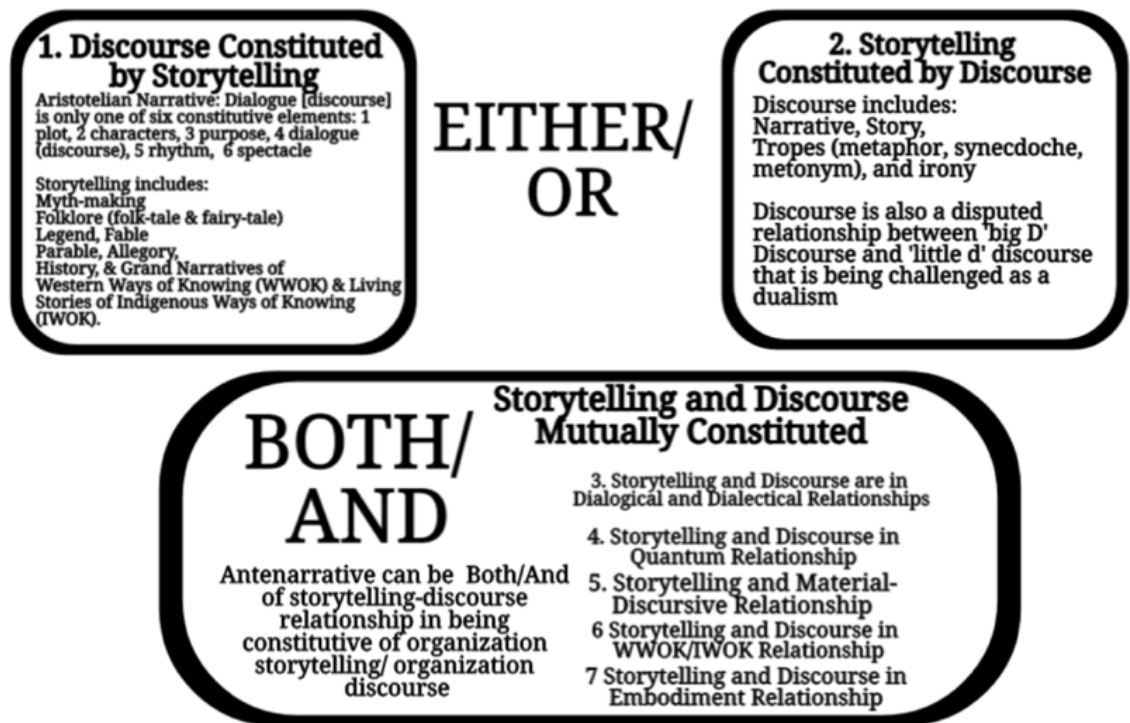 1. Discourse Constituted
by Storytelling
Aristotelian Narrative: Dialogue [discourse]
is only one of six constitutive elements: 1
plot, 2 characters, 3 purpose, 4 dialogue
(discourse), 5 rhythm, 6 spectacle
Storytelling includes:
Myth-making
Folklore (folk-tale & fairy-tale)
Legend, Fable
Parable, Allegory,
History, & Grand Narratives of
Western Ways of Knowing (WWOK) & Living
Stories of Indigenous Ways of Knowing
(IWOK).
EITHER/
OR
2. Storytelling
Constituted by Discourse
Discourse includes:
Narrative, Story,
Tropes (metaphor, synecdoche,
metonym), and irony
Discourse is also a disputed
relationship between 'big D'
Discourse and 'little d' discourse
that is being challenged as a
dualism
BOTH/
AND
Antenarrative can be Both/And
of storytelling-discourse
relationship in being
constitutive of organization
storytelling/ organization
discourse
Storytelling and Discourse
Mutually Constituted
3. Storytelling and Discourse are in
Dialogical and Dialectical Relationships
4. Storytelling and Discourse in
Quantum Relationship
5. Storytelling and Material-
Discursive Relationship
6 Storytelling and Discourse in
WWOK/IWOK Relationship
7 Storytelling and Discourse in
Embodiment Relationship